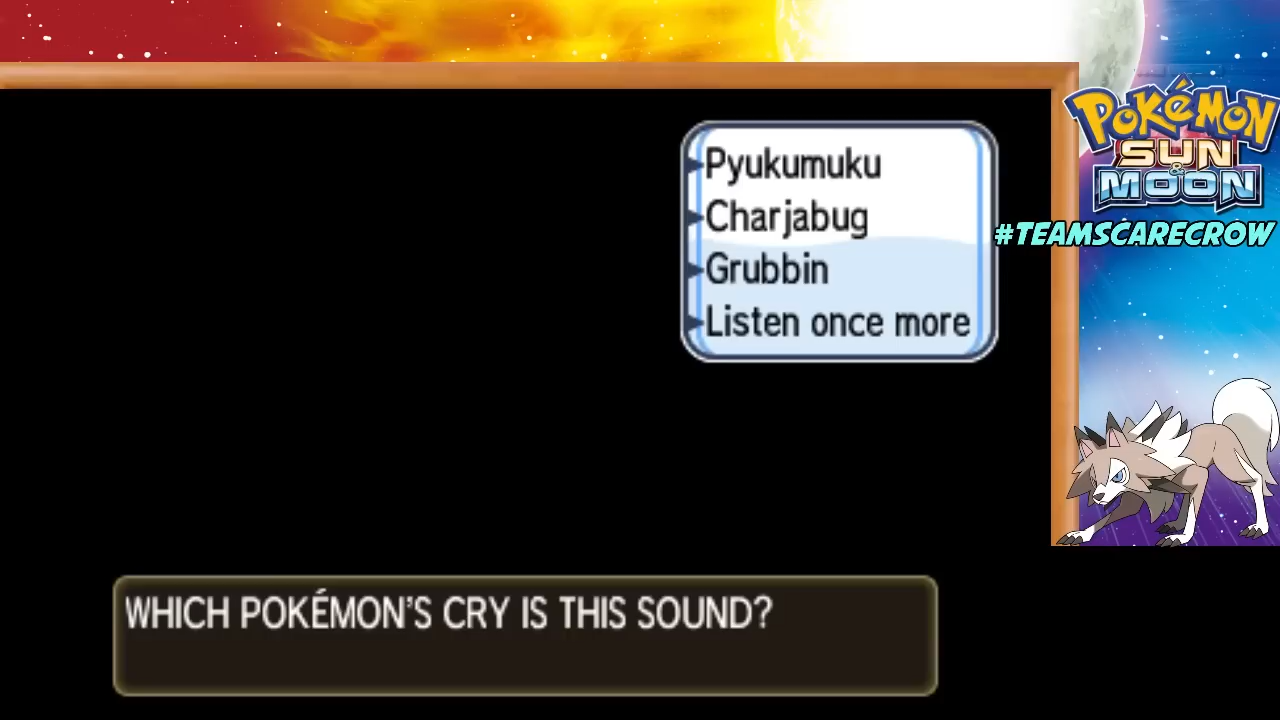 Pyukumuku
Charjabug
Grubbin
Listen once more
POKéMON
SUN
&
MOON
#TEAMSCARECROW
WHICH POKÉMON'S CRY IS THIS SOUND?